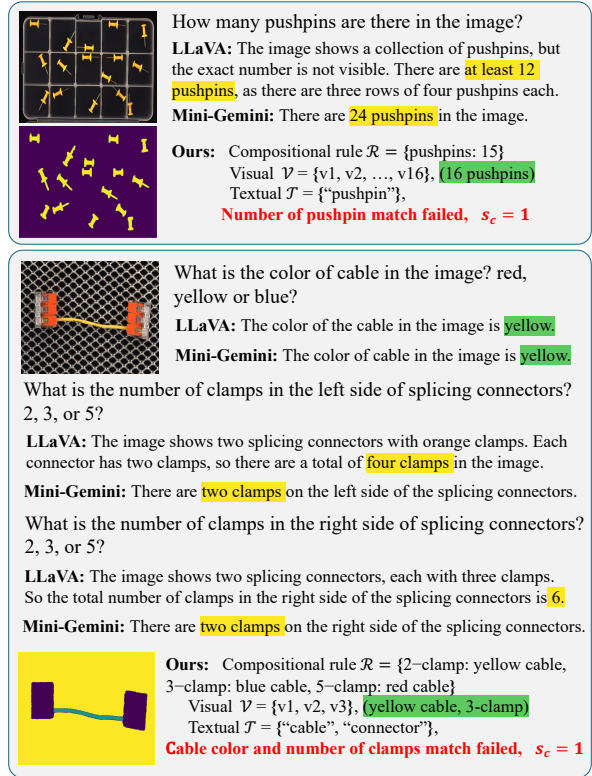 How many pushpins are there in the image?
LLaVA: The image shows a collection of pushpins, but
the exact number is not visible. There are at least 12
pushpins, as there are three rows of four pushpins each.
Mini-Gemini: There are 24 pushpins in the image.
Ours: Compositional rule ℛ = {pushpins: 15}
Visual 𝒱 = {v1, v2, …, v16}, (16 pushpins)
Textual 𝒯 = {“pushpin”},
Number of pushpin match failed, s_c = 1
What is the color of cable in the image? red,
yellow or blue?
LLaVA: The color of the cable in the image is yellow.
Mini-Gemini: The color of cable in the image is yellow.
What is the number of clamps in the left side of splicing connectors?
2, 3, or 5?
LLaVA: The image shows two splicing connectors with orange clamps. Each
connector has two clamps, so there are a total of four clamps in the image.
Mini-Gemini: There are two clamps on the left side of the splicing connectors.
What is the number of clamps in the right side of splicing connectors?
2, 3, or 5?
LLaVA: The image shows two splicing connectors, each with three clamps.
So the total number of clamps in the right side of the splicing connectors is 6.
Mini-Gemini: There are two clamps on the right side of the splicing connectors.
Ours: Compositional rule ℛ = {2−clamp: yellow cable,
3−clamp: blue cable, 5−clamp: red cable}
Visual 𝒱 = {v1, v2, v3}, (yellow cable, 3-clamp)
Textual 𝒯 = {“cable”, “connector”},
Cable color and number of clamps match failed, s_c = 1